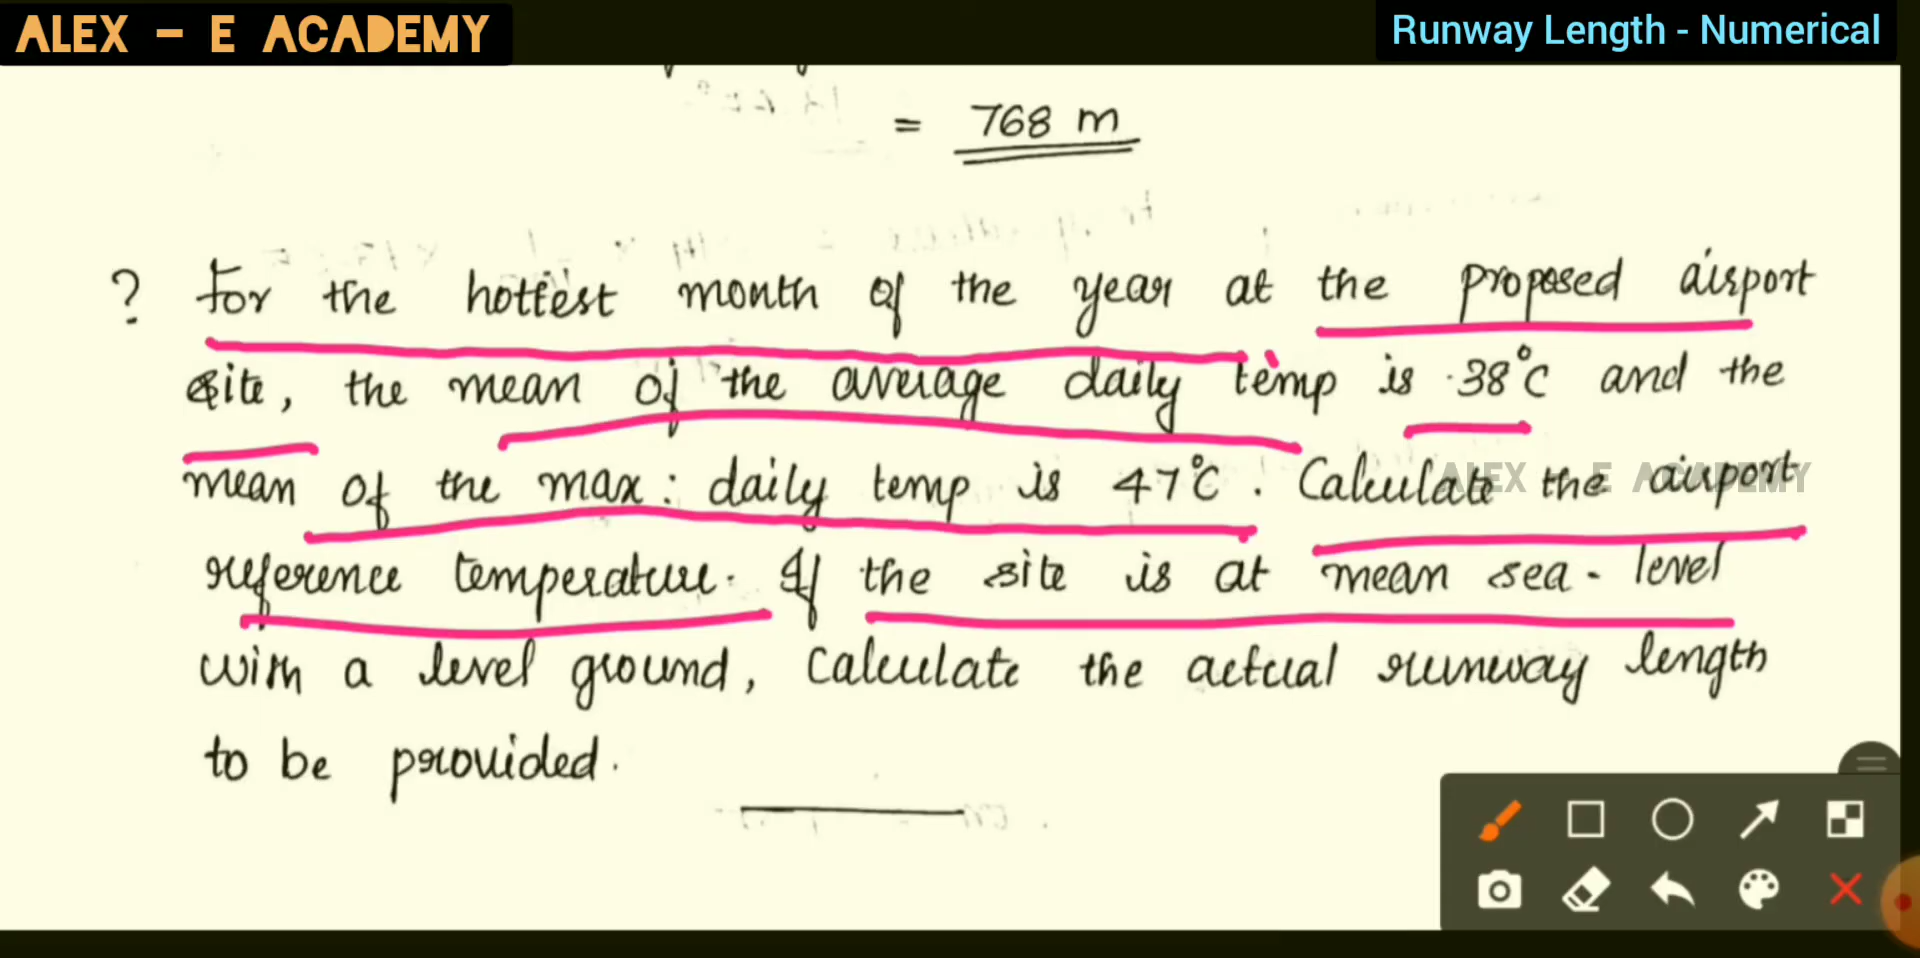 ALEX - E ACADEMY
Runway Length - Numerical
= 768 m
? For the hottest month of the year at the proposed airport
site, the mean of the average daily temp is 38°C and the
mean of the max: daily temp is 47°C. Calculate the airport
ALEX - E ACADEMY
reference temperature. If the site is at mean sea-level
with a level ground, Calculate the actual runway length
to be provided.